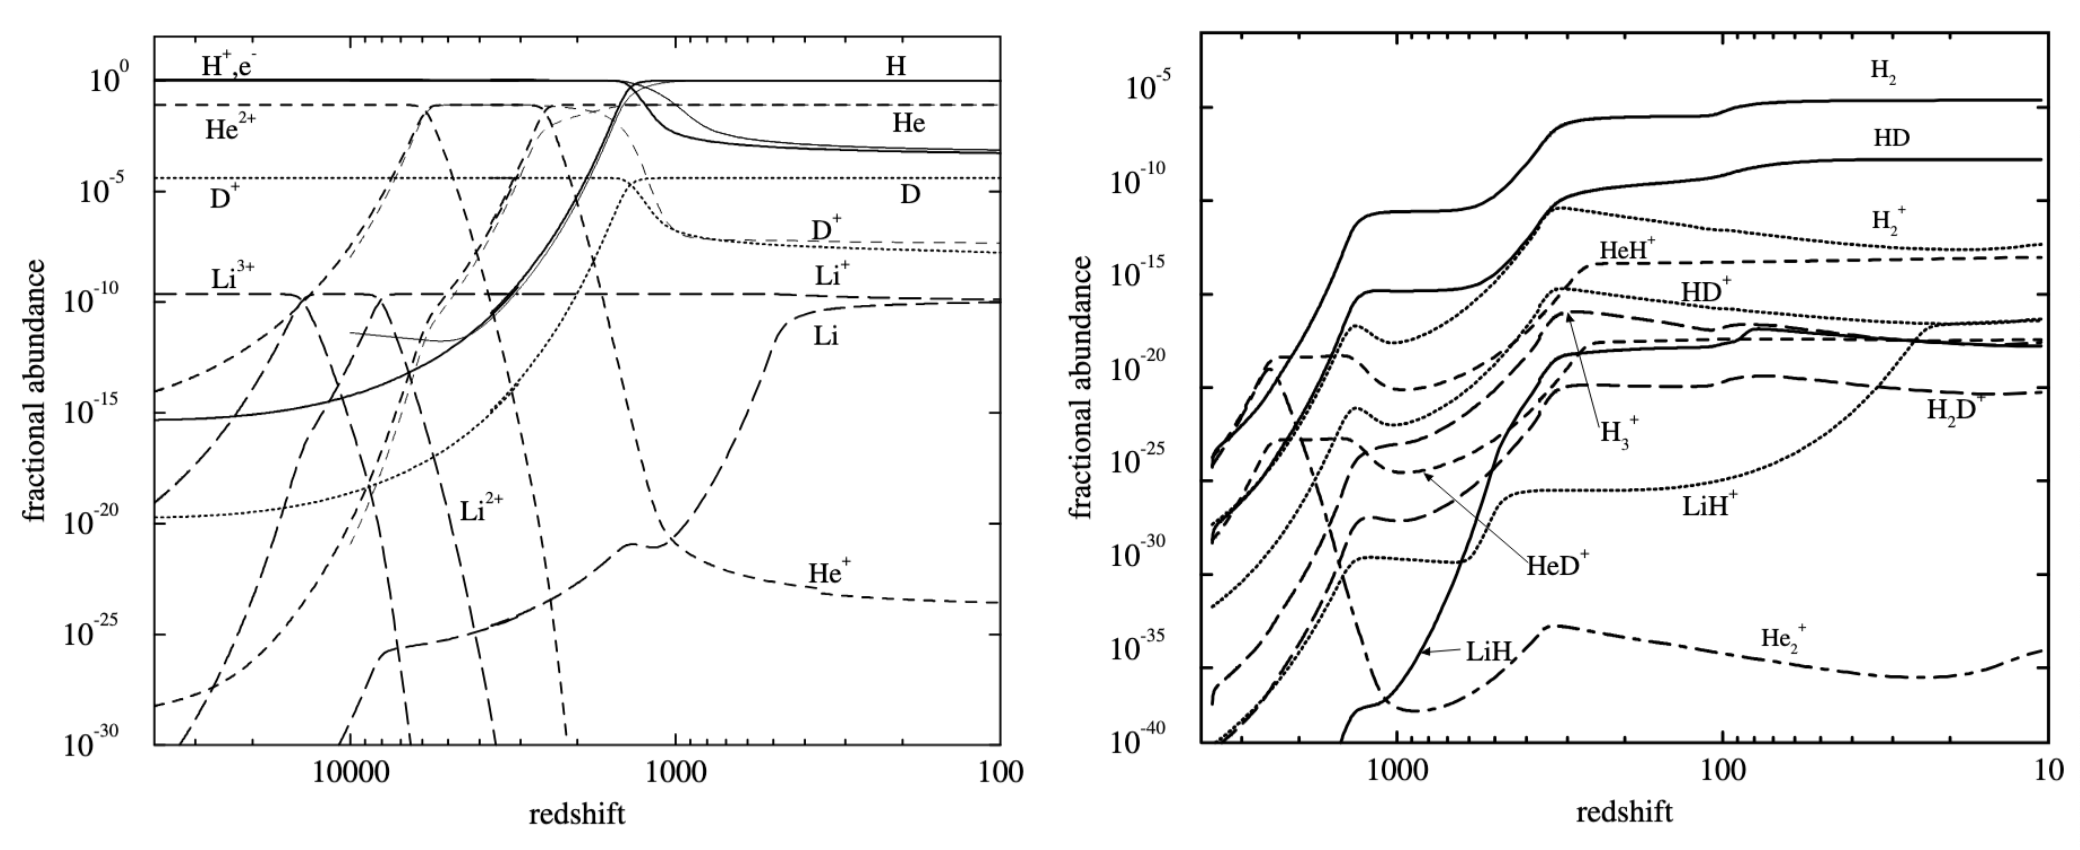 H⁺,e⁻
H
He²⁺
He
D⁺
D
D⁺
Li³⁺
Li⁺
Li
Li²⁺
He⁺
10⁰
10⁻⁵
10⁻¹⁰
10⁻¹⁵
10⁻²⁰
10⁻²⁵
10⁻³⁰
fractional abundance
10000
1000
100
redshift
H₂
HD
H₂⁺
HeH⁺
HD⁺
H₃⁺
H₂D⁺
LiH⁺
HeD⁺
LiH
He₂⁺
10⁻⁵
10⁻¹⁰
10⁻¹⁵
10⁻²⁰
10⁻²⁵
10⁻³⁰
10⁻³⁵
10⁻⁴⁰
fractional abundance
1000
100
10
redshift